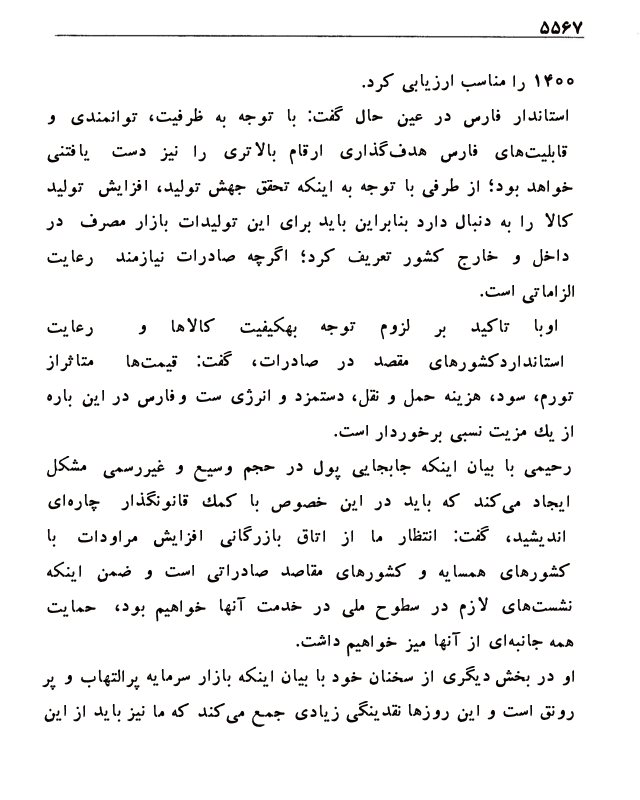 ۵۵۶۷
۱۴۰۰ را مناسب ارزیابی کرد.
استاندار فارس در عین حال گفت: با توجه به ظرفیت، توانمندی و
قابلیت‌های فارس هدف‌گذاری ارقام بالاتری را نیز دست یافتنی
خواهد بود؛ از طرفی با توجه به اینکه تحقق جهش تولید، افزایش تولید
کالا را به دنبال دارد بنابراین باید برای این تولیدات بازار مصرف در
داخل و خارج کشور تعریف کرد؛ اگرچه صادرات نیازمند رعایت
الزاماتی است.
اوبا تاکید بر لزوم توجه بهکیفیت کالاها و رعایت
استانداردکشورهای مقصد در صادرات، گفت: قیمت‌ها متاثراز
تورم، سود، هزینه حمل و نقل، دستمزد و انرژی ست وفارس در این باره
از یك مزیت نسبی برخوردار است.
رحیمی با بیان اینکه جابجایی پول در حجم وسیع و غیررسمی مشکل
ایجاد می‌کند که باید در این خصوص با کمك قانونگذار چاره‌ای
اندیشید، گفت: انتظار ما از اتاق بازرگانی افزایش مراودات با
کشورهای همسایه و کشورهای مقاصد صادراتی است و ضمن اینکه
نشست‌های لازم در سطوح ملی در خدمت آنها خواهیم بود، حمایت
همه جانبه‌ای از آنها میز خواهیم داشت.
او در بخش دیگری از سخنان خود با بیان اینکه بازار سرمایه پرالتهاب و پر
رونق است و این روزها نقدینگی زیادی جمع می‌کند که ما نیز باید از این